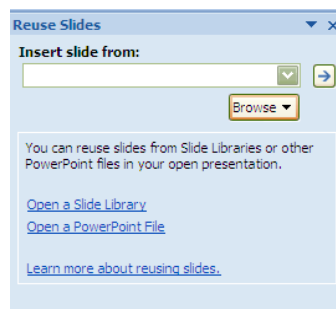 Reuse Slides
Insert slide from:
Browse
You can reuse slides from Slide Libraries or other
PowerPoint files in your open presentation.
Open a Slide Library
Open a PowerPoint File
Learn more about reusing slides.